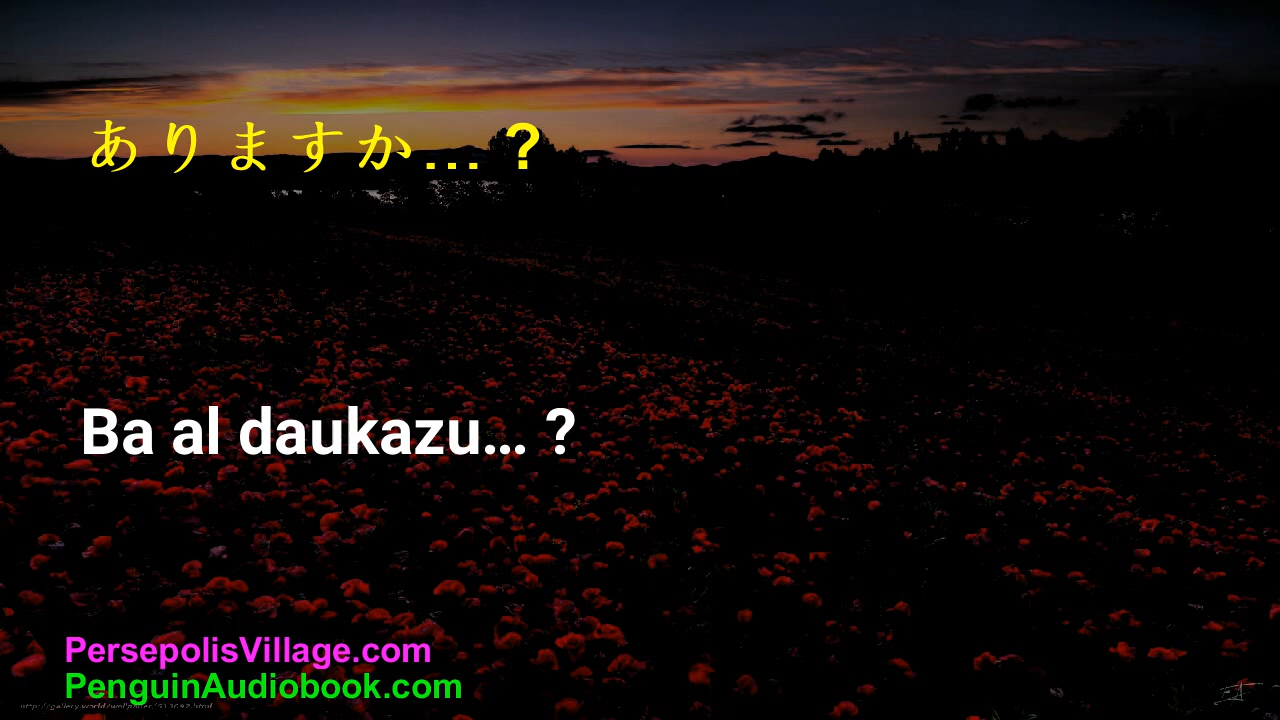 ありますか... ？
Ba al daukazu... ?
PersepolisVillage.com
PenguinAudiobook.com